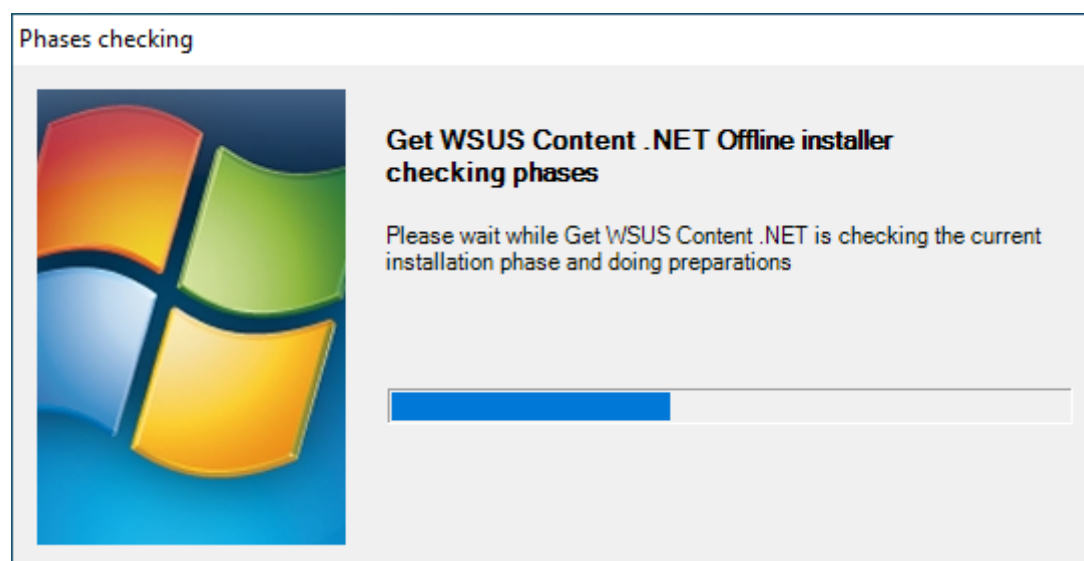 Phases checking
Get WSUS Content .NET Offline installer
checking phases
Please wait while Get WSUS Content .NET is checking the current
installation phase and doing preparations